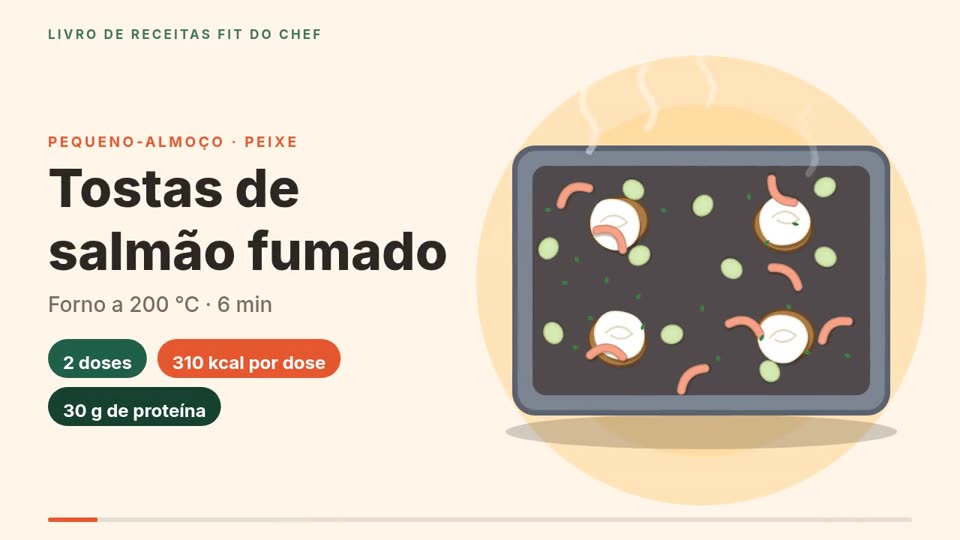 LIVRO DE RECEITAS FIT DO CHEF
PEQUENO-ALMOÇO · PEIXE
Tostas de
salmão fumado
Forno a 200 °C · 6 min
2 doses
310 kcal por dose
30 g de proteína